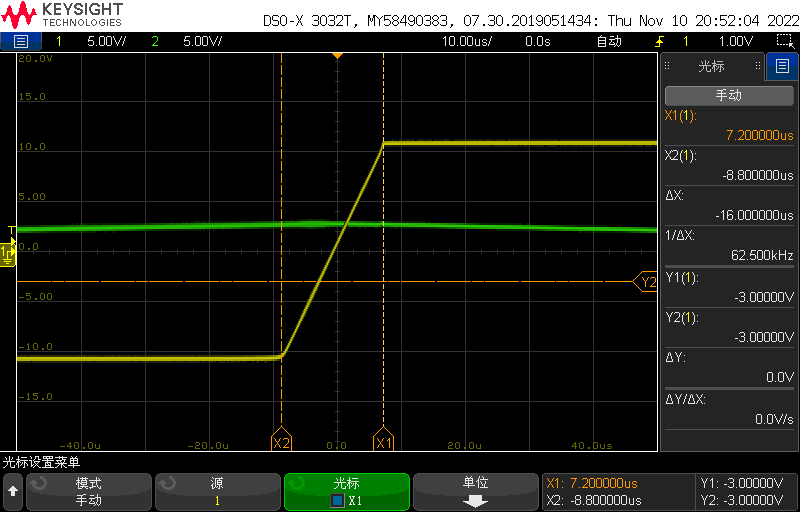 KEYSIGHT
TECHNOLOGIES
DSO-X 3032T, MY58490383, 07.30.2019051434: Thu Nov 10 20:52:04 2022
1 5.00V/ 2 5.00V/ 10.00us/ 0.0s 自动 1 1.00V
20.0V
15.0
10.0
5.00
0.0
-5.00
-10.0
-15.0
-40.0u -20.0u 0.0 20.0u 40.0us
T
1
Y2
X2 X1
光标
手动
X1(1):
7.200000us
X2(1):
-8.800000us
ΔX:
-16.000000us
1/ΔX:
62.500kHz
Y1(1):
-3.00000V
Y2(1):
-3.00000V
ΔY:
0.0V
ΔY/ΔX:
0.0V/s
光标设置菜单
模式
手动
源
1
光标
X1
单位
X1: 7.200000us
X2: -8.800000us
Y1: -3.00000V
Y2: -3.00000V